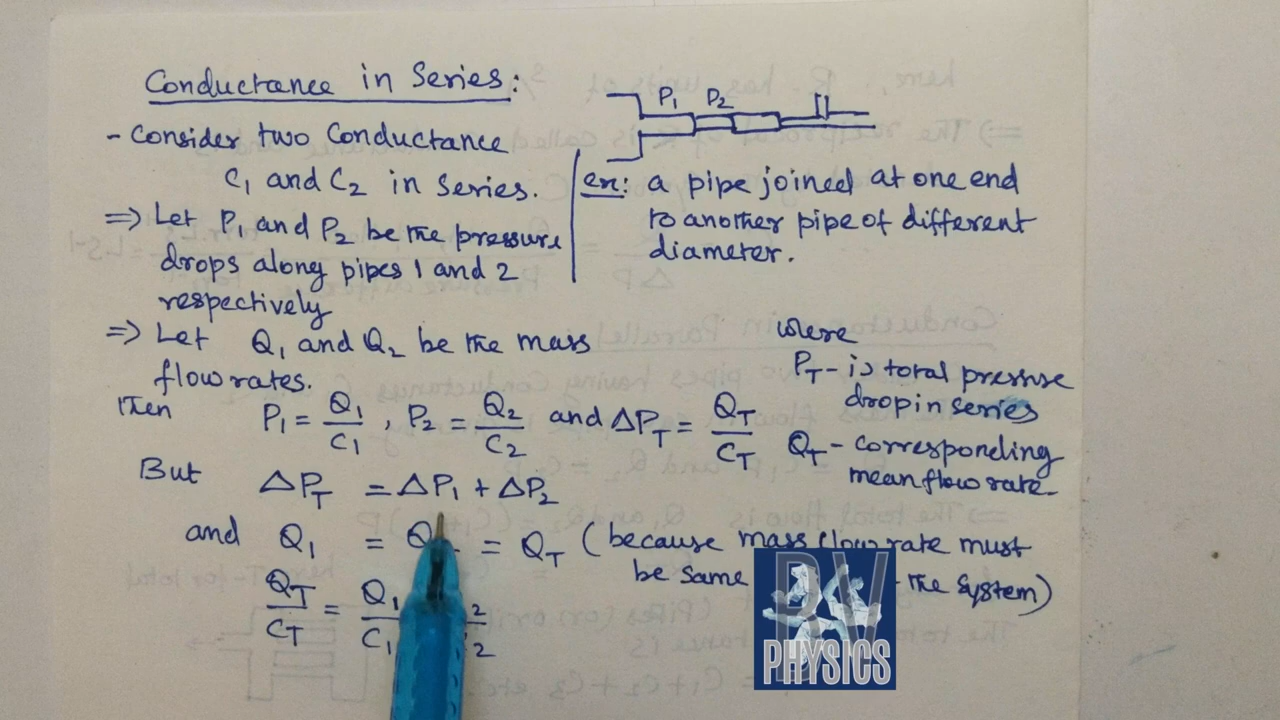 Conductance in Series:
- Consider two Conductance
C1 and C2 in Series.
⇒ Let P1 and P2 be the pressure
drops along pipes 1 and 2
respectively
⇒ Let Q1 and Q2 be the mass
flow rates.
P1 P2
ex: a pipe joined at one end
to another pipe of different
diameter.
Then P1 = Q1/C1, P2 = Q2/C2 and ΔPT = QT/CT
where
PT - is total pressure
drop in series
QT - corresponding
mean flow rate.
But ΔPT = ΔP1 + ΔP2
and Q1 = Q = QT (because mass flow rate must
be same the system)
QT/CT = Q1/C1 2/2
BV
PHYSICS